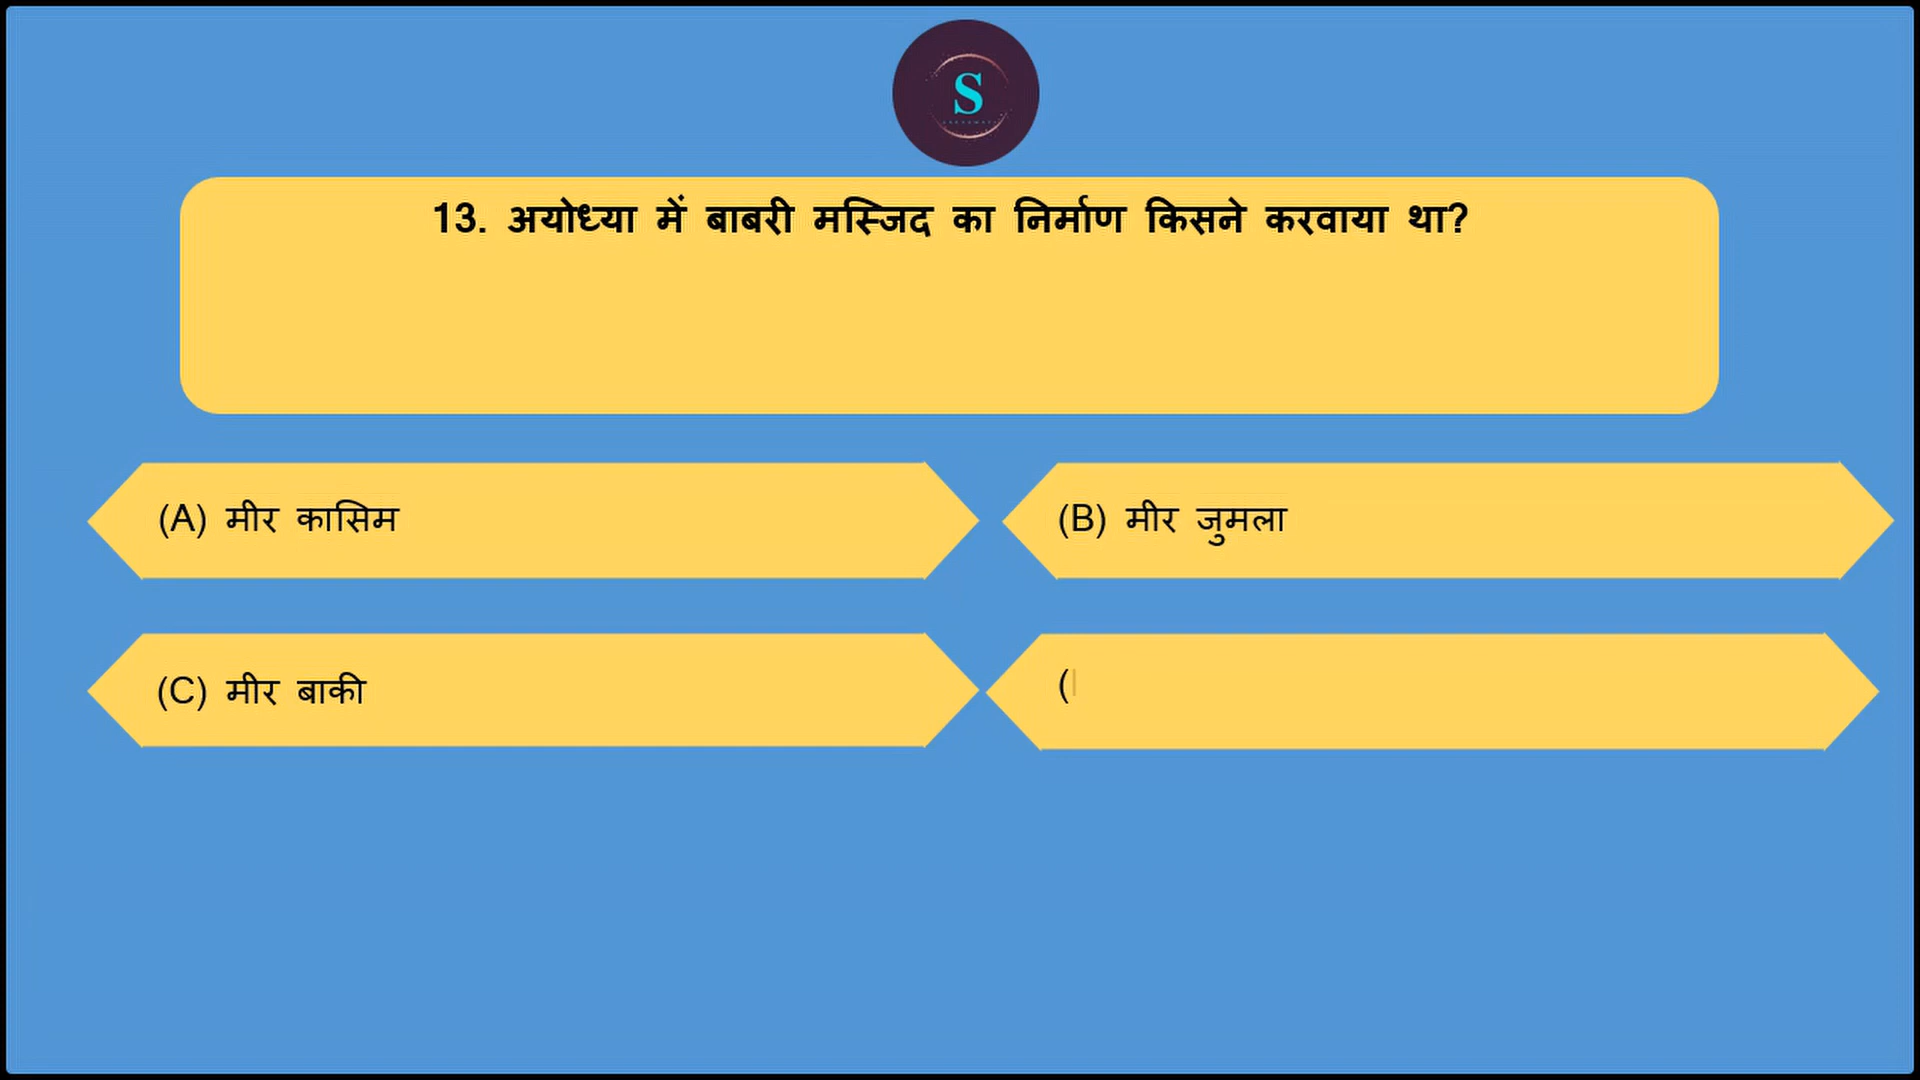 S
13. अयोध्या में बाबरी मस्जिद का निर्माण किसने करवाया था?
(A) मीर कासिम
(B) मीर जुमला
(C) मीर बाकी
(